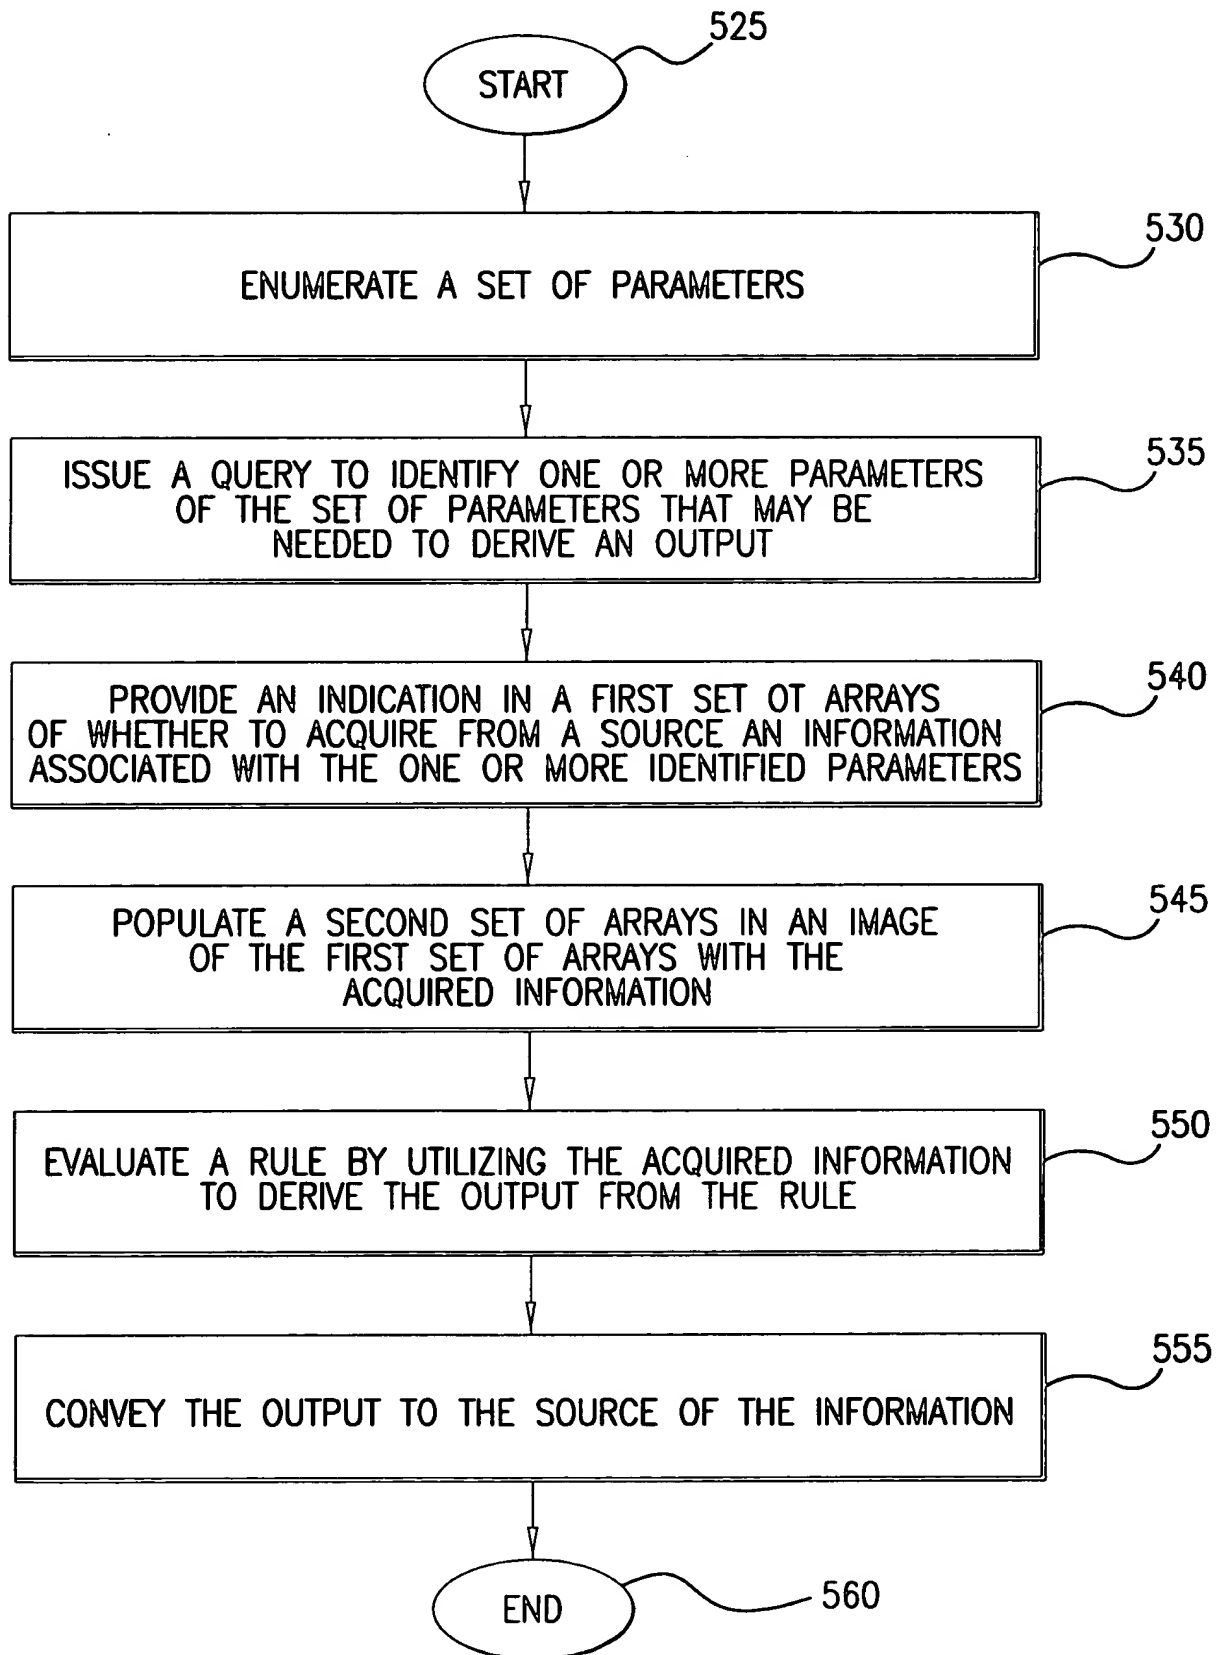 525
START
530
ENUMERATE A SET OF PARAMETERS
535
ISSUE A QUERY TO IDENTIFY ONE OR MORE PARAMETERS
OF THE SET OF PARAMETERS THAT MAY BE
NEEDED TO DERIVE AN OUTPUT
540
PROVIDE AN INDICATION IN A FIRST SET OT ARRAYS
OF WHETHER TO ACQUIRE FROM A SOURCE AN INFORMATION
ASSOCIATED WITH THE ONE OR MORE IDENTIFIED PARAMETERS
545
POPULATE A SECOND SET OF ARRAYS IN AN IMAGE
OF THE FIRST SET OF ARRAYS WITH THE
ACQUIRED INFORMATION
550
EVALUATE A RULE BY UTILIZING THE ACQUIRED INFORMATION
TO DERIVE THE OUTPUT FROM THE RULE
555
CONVEY THE OUTPUT TO THE SOURCE OF THE INFORMATION
END
560